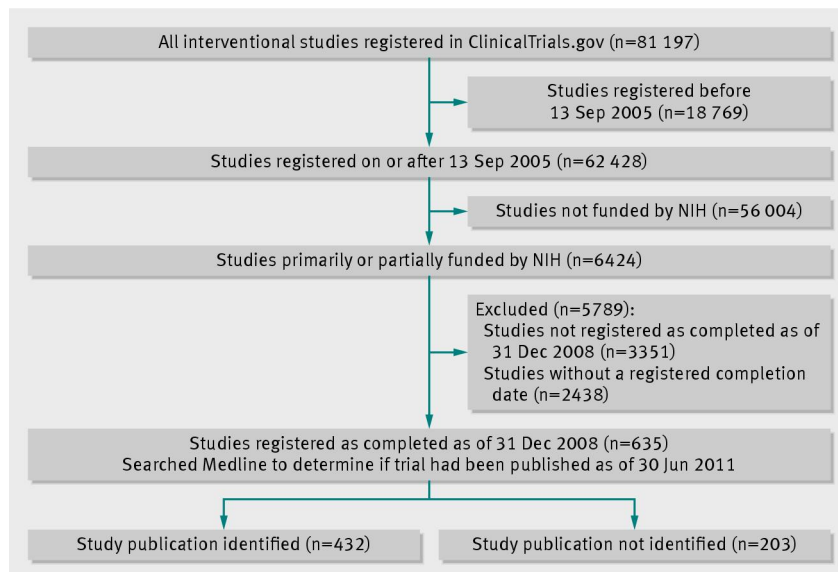 All interventional studies registered in ClinicalTrials.gov (n=81 197)
Studies registered before
13 Sep 2005 (n=18 769)
Studies registered on or after 13 Sep 2005 (n=62 428)
Studies not funded by NIH (n=56 004)
Studies primarily or partially funded by NIH (n=6424)
Excluded (n=5789):
Studies not registered as completed as of
31 Dec 2008 (n=3351)
Studies without a registered completion
date (n=2438)
Studies registered as completed as of 31 Dec 2008 (n=635)
Searched Medline to determine if trial had been published as of 30 Jun 2011
Study publication identified (n=432)
Study publication not identified (n=203)